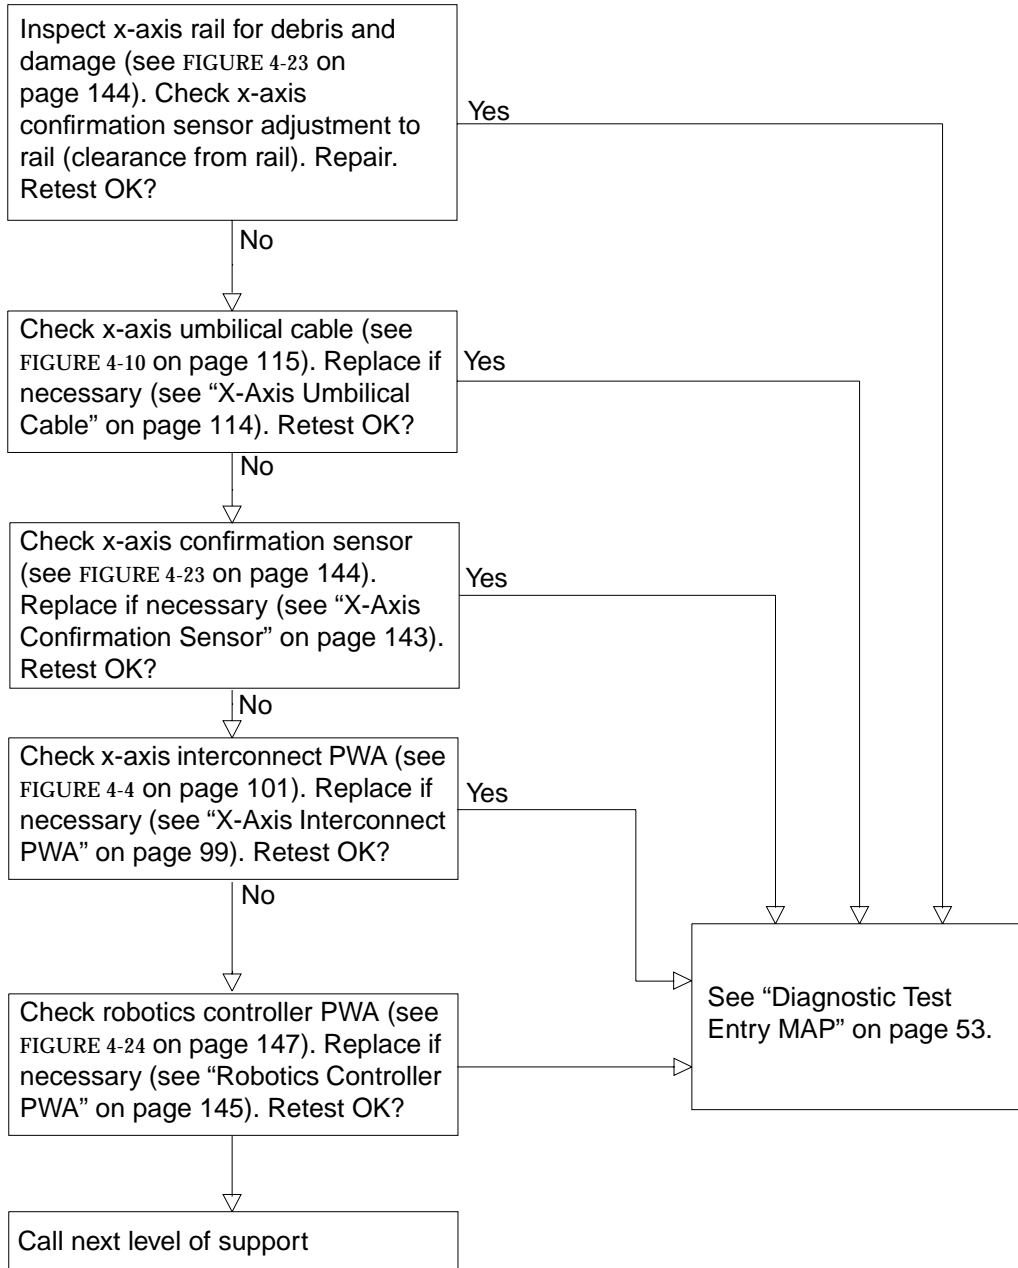 Inspect x-axis rail for debris and
damage (see FIGURE 4-23 on
page 144). Check x-axis
confirmation sensor adjustment to
rail (clearance from rail). Repair.
Retest OK?
Yes
No
Check x-axis umbilical cable (see
FIGURE 4-10 on page 115). Replace if
necessary (see “X-Axis Umbilical
Cable” on page 114). Retest OK?
Yes
No
Check x-axis confirmation sensor
(see FIGURE 4-23 on page 144).
Replace if necessary (see “X-Axis
Confirmation Sensor” on page 143).
Retest OK?
Yes
No
Check x-axis interconnect PWA (see
FIGURE 4-4 on page 101). Replace if
necessary (see “X-Axis Interconnect
PWA” on page 99). Retest OK?
Yes
No
Check robotics controller PWA (see
FIGURE 4-24 on page 147). Replace if
necessary (see “Robotics Controller
PWA” on page 145). Retest OK?
See “Diagnostic Test
Entry MAP” on page 53.
Call next level of support